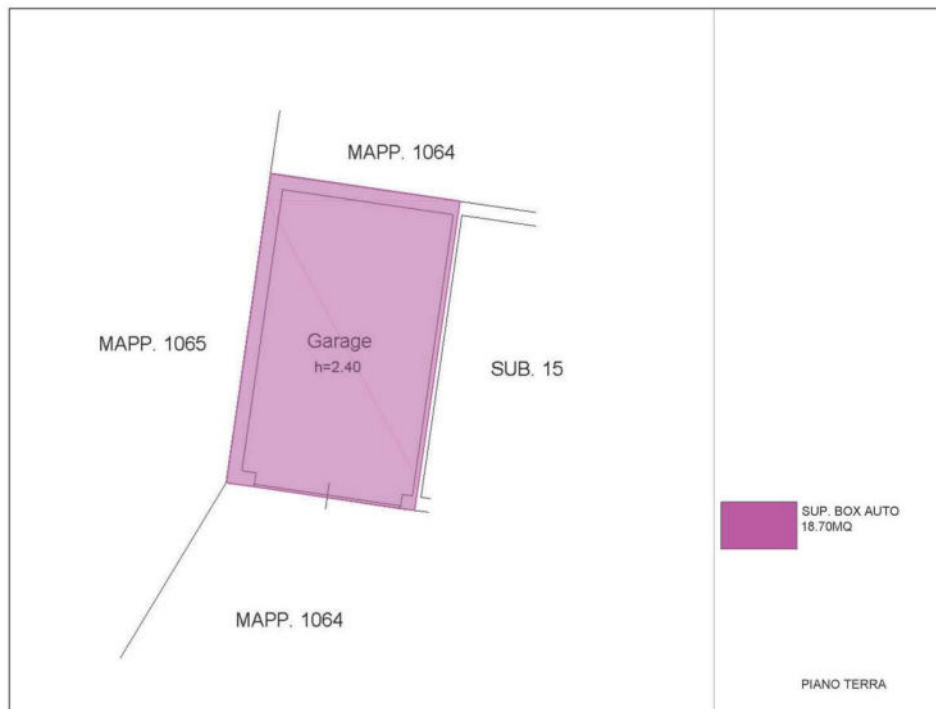 MAPP. 1064
MAPP. 1065
Garage
h=2.40
SUB. 15
SUP. BOX AUTO
18.70MQ
MAPP. 1064
PIANO TERRA